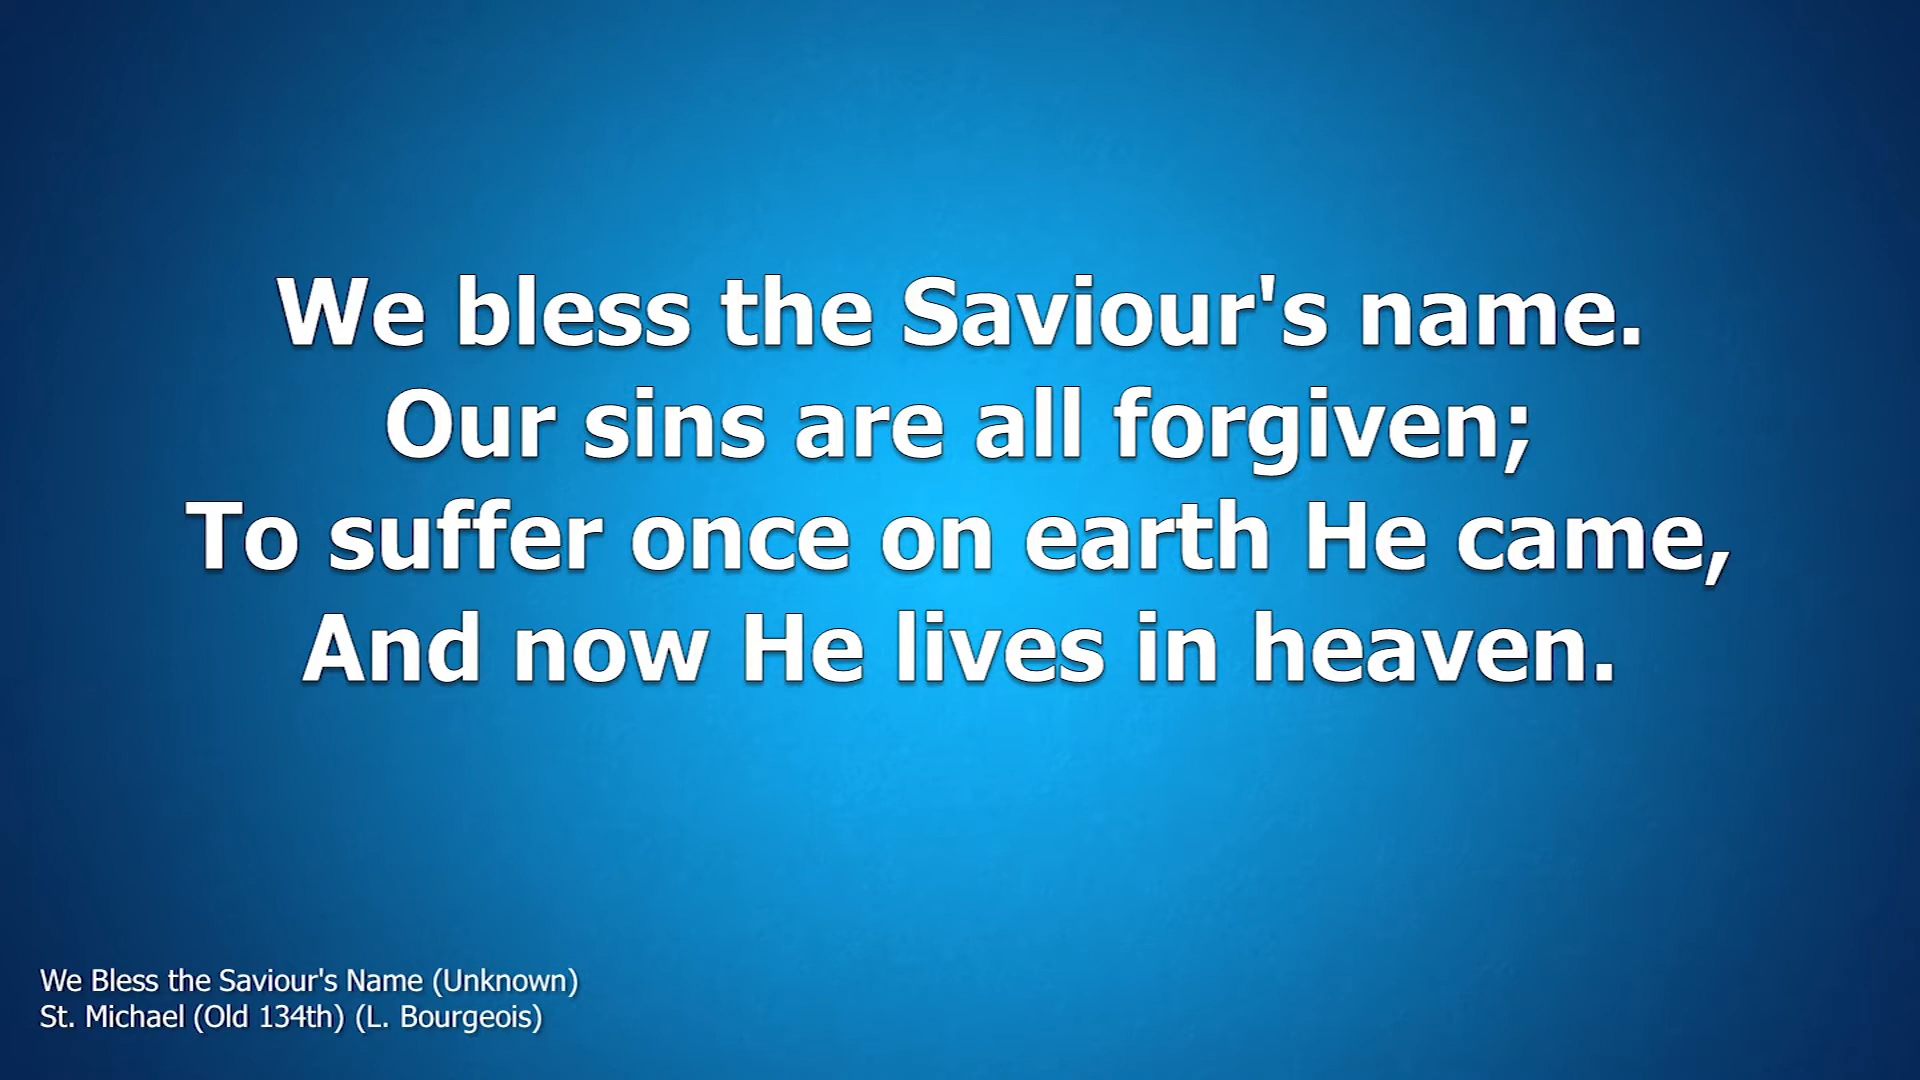 We bless the Saviour's name.
Our sins are all forgiven;
To suffer once on earth He came,
And now He lives in heaven.
We Bless the Saviour's Name (Unknown)
St. Michael (Old 134th) (L. Bourgeois)